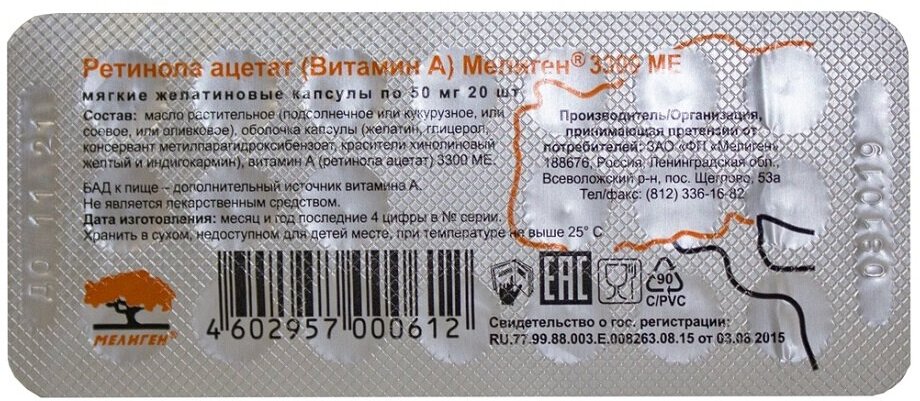 Ретинола ацетат (Витамин А) Мелиген® 3300 МЕ
мягкие желатиновые капсулы по 50 мг 20 шт
Состав: масло растительное (подсолнечное или кукурузное, или
соевое, или оливковое), оболочка капсулы (желатин, глицерол,
консервант метилпарагидроксибензоат, красители хинолиновый
желтый и индигокармин), витамин А (ретинола ацетат) 3300 МЕ.
БАД к пище – дополнительный источник витамина А.
Не является лекарственным средством.
Дата изготовления: месяц и год последние 4 цифры в № серии.
Хранить в сухом, недоступном для детей месте, при температуре не выше 25° С
Производитель/Организация,
принимающая претензии от
потребителей: ЗАО «ФП «Мелиген»
188676, Россия, Ленинградская обл.,
Всеволожский р-н, пос. Щеглово, 53а
Тел/факс: (812) 336-16-82
ДО 11 21
031019
МЕЛИГЕН®
4 602957 000612
ЕАС
90
C/PVC
Свидетельство о гос. регистрации:
RU.77.99.88.003.Е.008263.08.15 от 03.08 2015